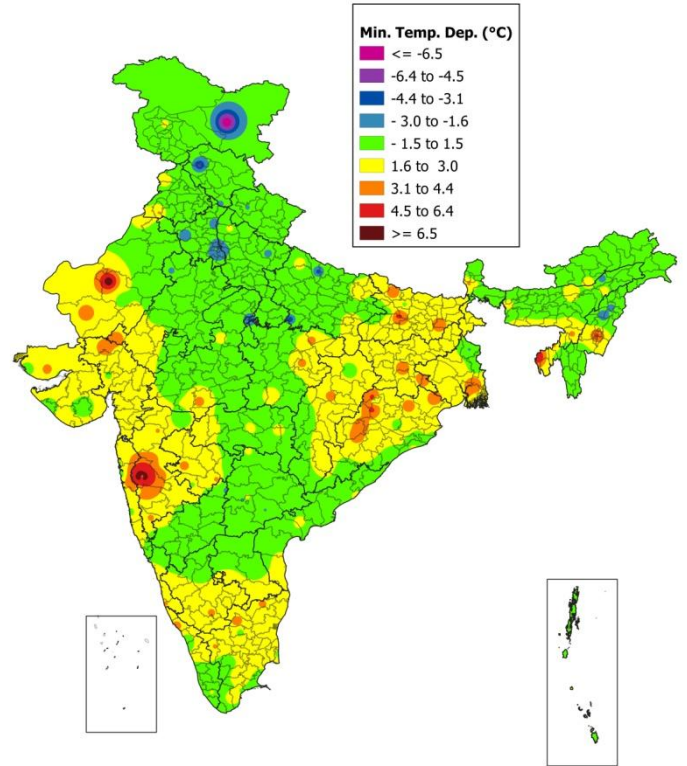 Min. Temp. Dep. (°C)
<= -6.5
-6.4 to -4.5
-4.4 to -3.1
- 3.0 to -1.6
- 1.5 to 1.5
1.6 to 3.0
3.1 to 4.4
4.5 to 6.4
>= 6.5